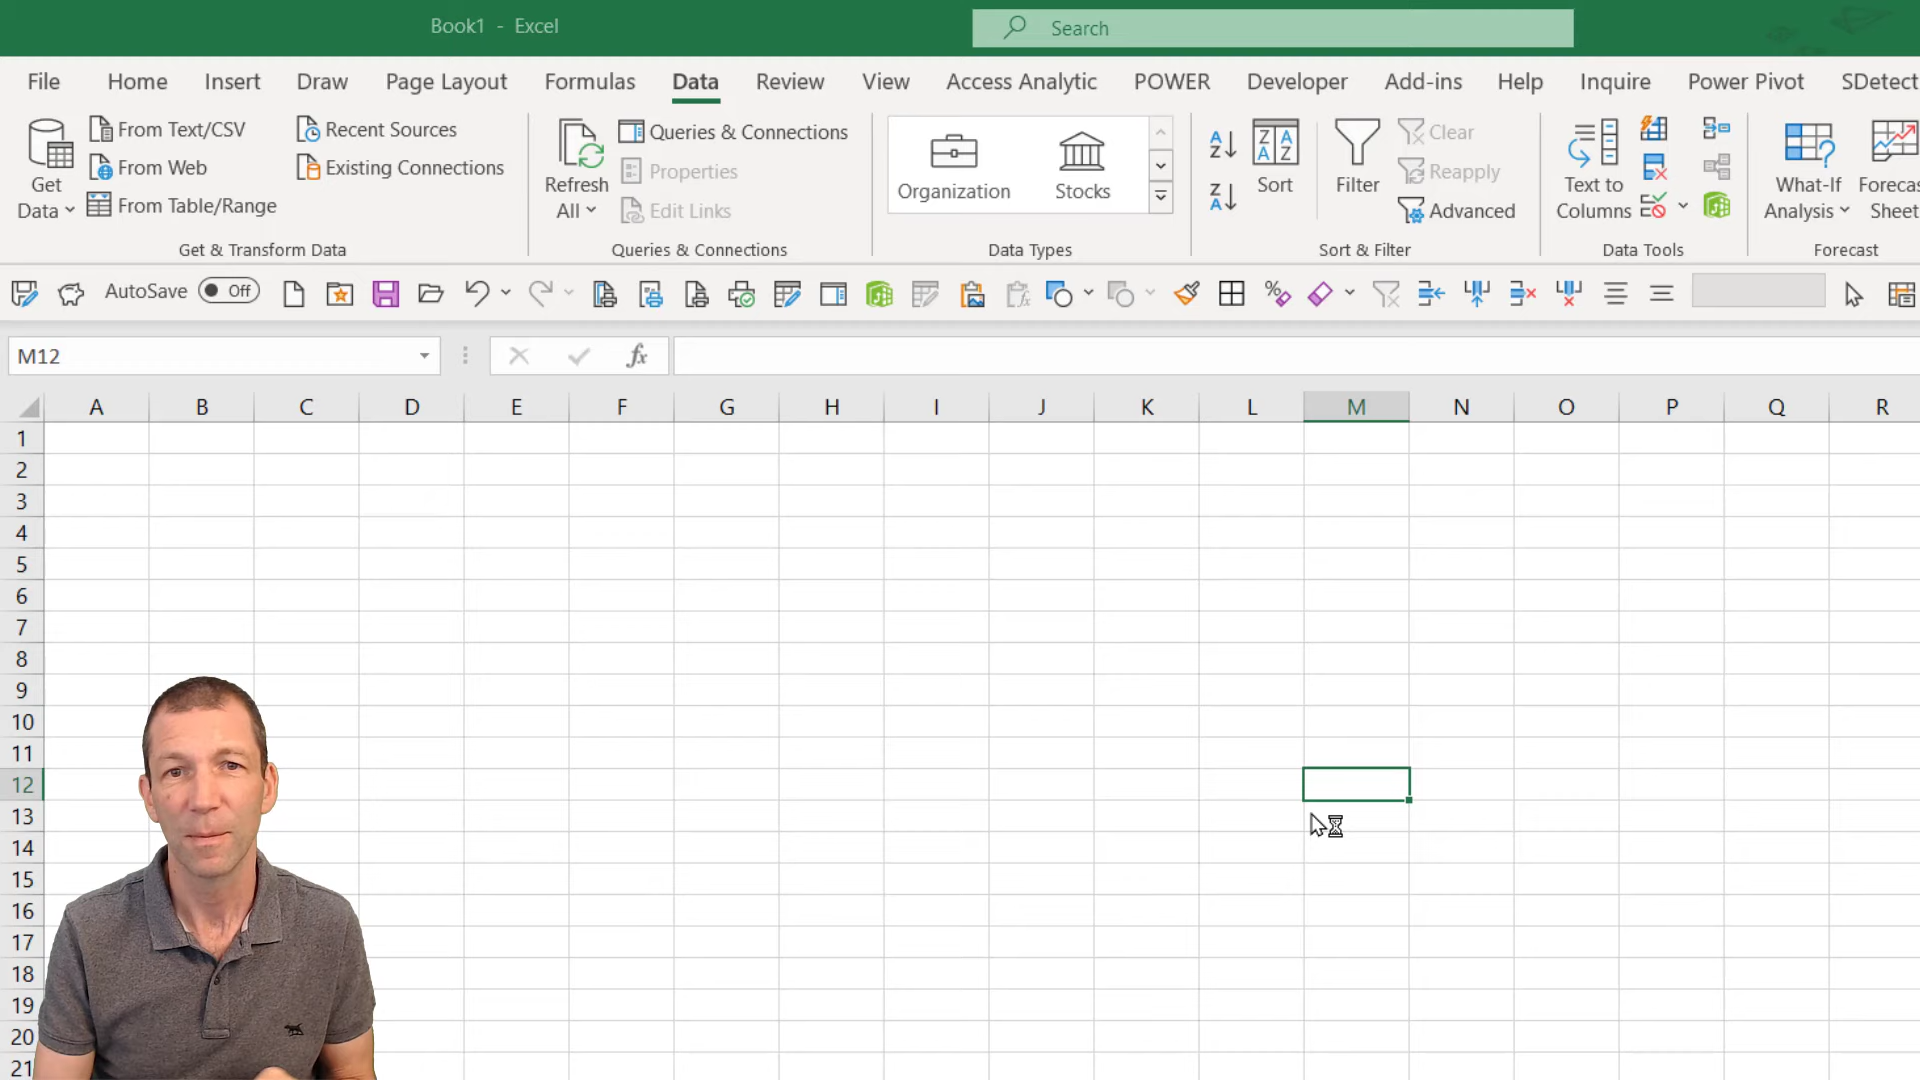 Book1 - Excel
Search
File Home Insert Draw Page Layout Formulas Data Review View Access Analytic POWER Developer Add-ins Help Inquire Power Pivot SDetect
Get Data
From Text/CSV
From Web
From Table/Range
Recent Sources
Existing Connections
Get & Transform Data
Refresh All
Queries & Connections
Properties
Edit Links
Queries & Connections
Organization
Stocks
Data Types
Sort
Filter
Clear
Reapply
Advanced
Sort & Filter
Text to Columns
Data Tools
What-If Analysis
Forecas
Sheet
Forecast
AutoSave Off
M12
fx
A B C D E F G H I J K L M N O P Q R
1
2
3
4
5
6
7
8
9
10
11
12
13
14
15
16
17
18
19
20
21